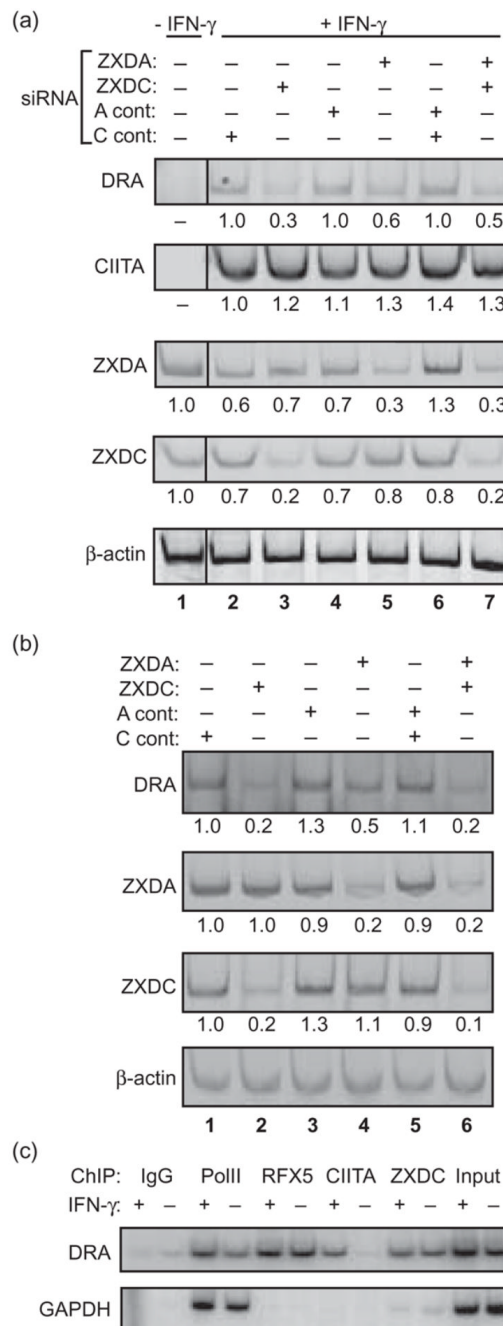 (a)
- IFN-γ + IFN-γ
siRNA
ZXDA: – – – – + – +
ZXDC: – – + – – – +
A cont: – – – + – + –
C cont: – + – – – + –
DRA
– 1.0 0.3 1.0 0.6 1.0 0.5
CIITA
– 1.0 1.2 1.1 1.3 1.4 1.3
ZXDA
1.0 0.6 0.7 0.7 0.3 1.3 0.3
ZXDC
1.0 0.7 0.2 0.7 0.8 0.8 0.2
β-actin
1 2 3 4 5 6 7
(b)
ZXDA: – – – + – +
ZXDC: – + – – – +
A cont: – – + – + –
C cont: + – – – + –
DRA
1.0 0.2 1.3 0.5 1.1 0.2
ZXDA
1.0 1.0 0.9 0.2 0.9 0.2
ZXDC
1.0 0.2 1.3 1.1 0.9 0.1
β-actin
1 2 3 4 5 6
(c)
ChIP: IgG PolII RFX5 CIITA ZXDC Input
IFN-γ: + – + – + – + – + – + –
DRA
GAPDH